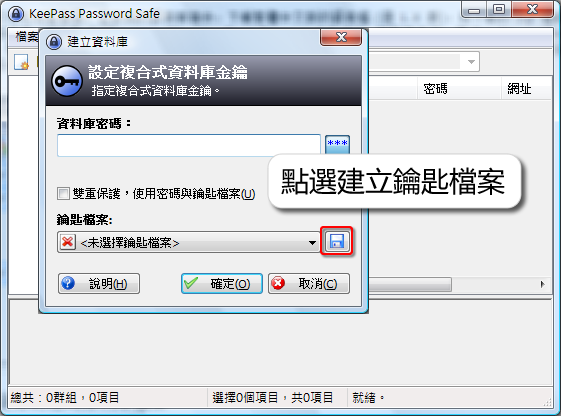 KeePass Password Safe
檔案
建立資料庫
設定複合式資料庫金鑰
指定複合式資料庫金鑰。
密碼
網址
資料庫密碼：
***
點選建立鑰匙檔案
雙重保護，使用密碼與鑰匙檔案(U)
鑰匙檔案:
<未選擇鑰匙檔案>
說明(H)
確定(O)
取消(C)
總共：0群組，0項目
選擇0個項目，共0項目
就緒。